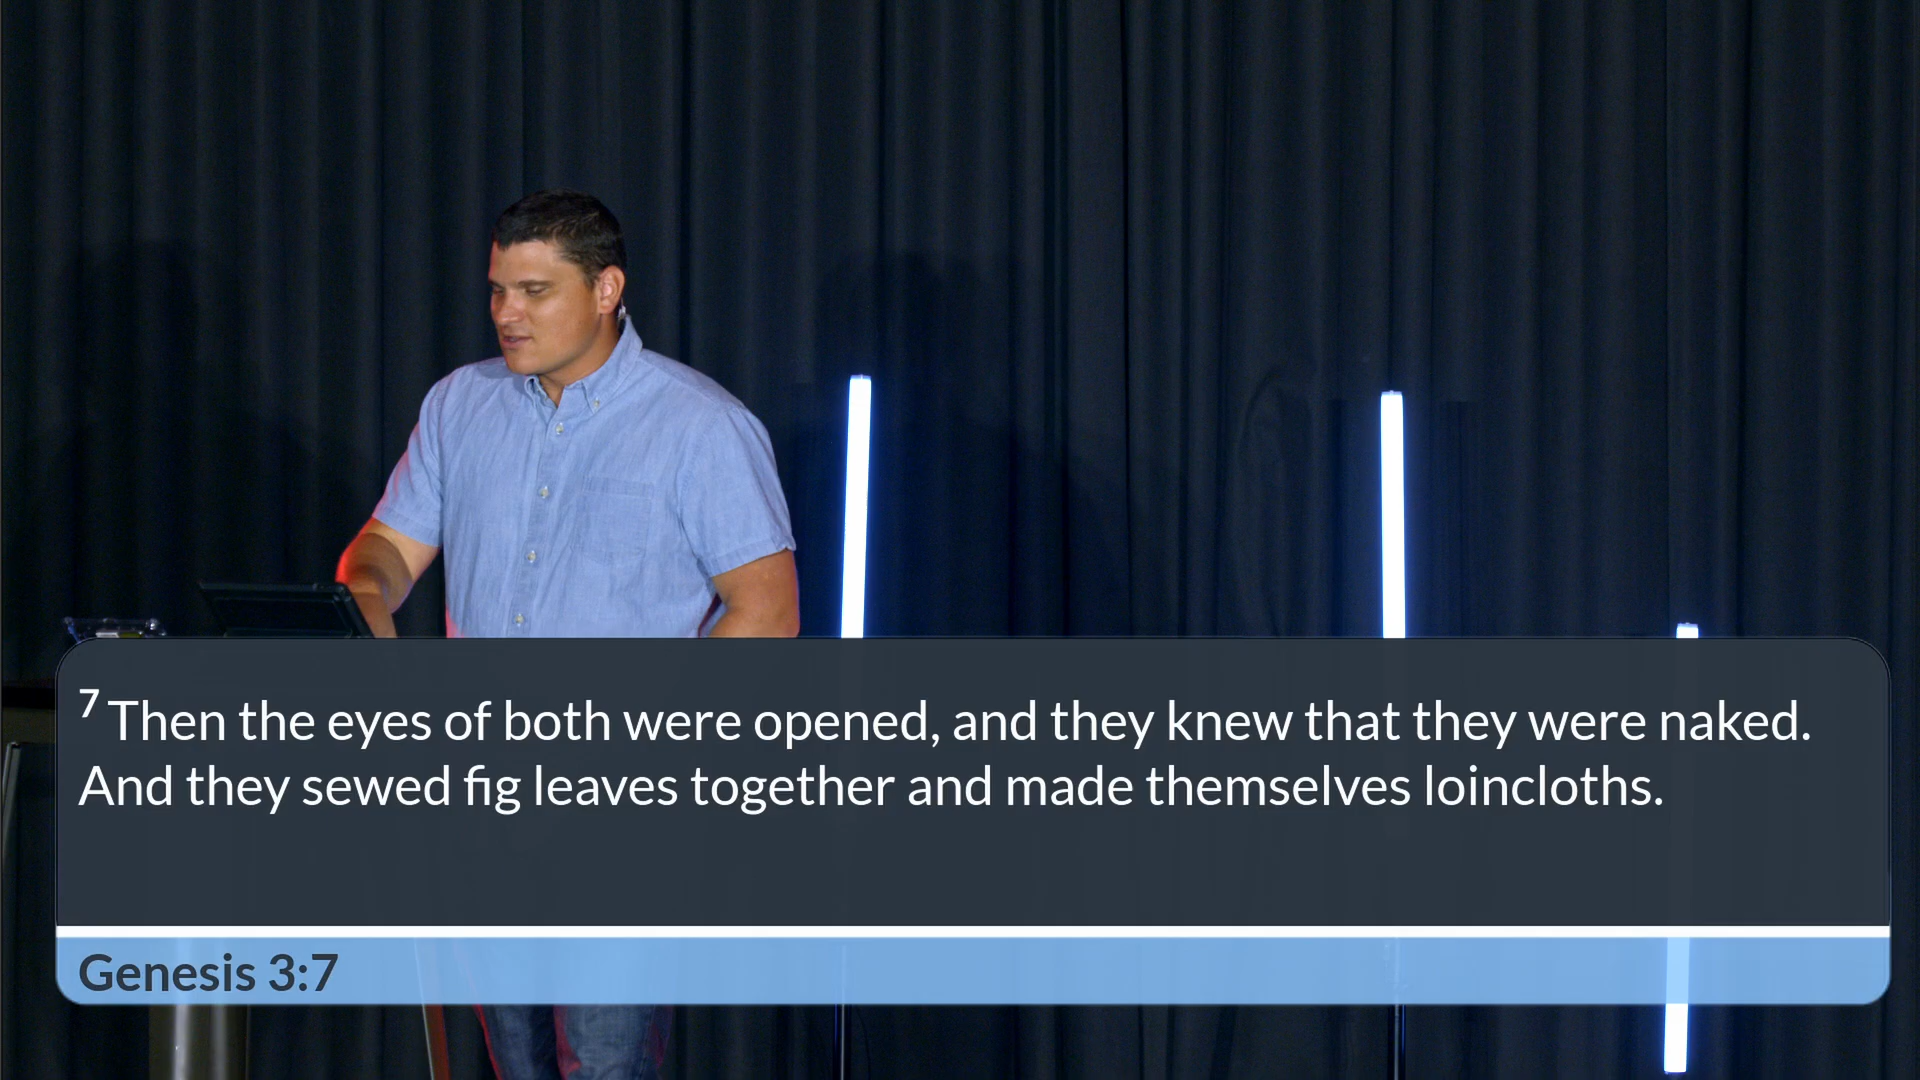 7 Then the eyes of both were opened, and they knew that they were naked.
And they sewed fig leaves together and made themselves loincloths.
Genesis 3:7